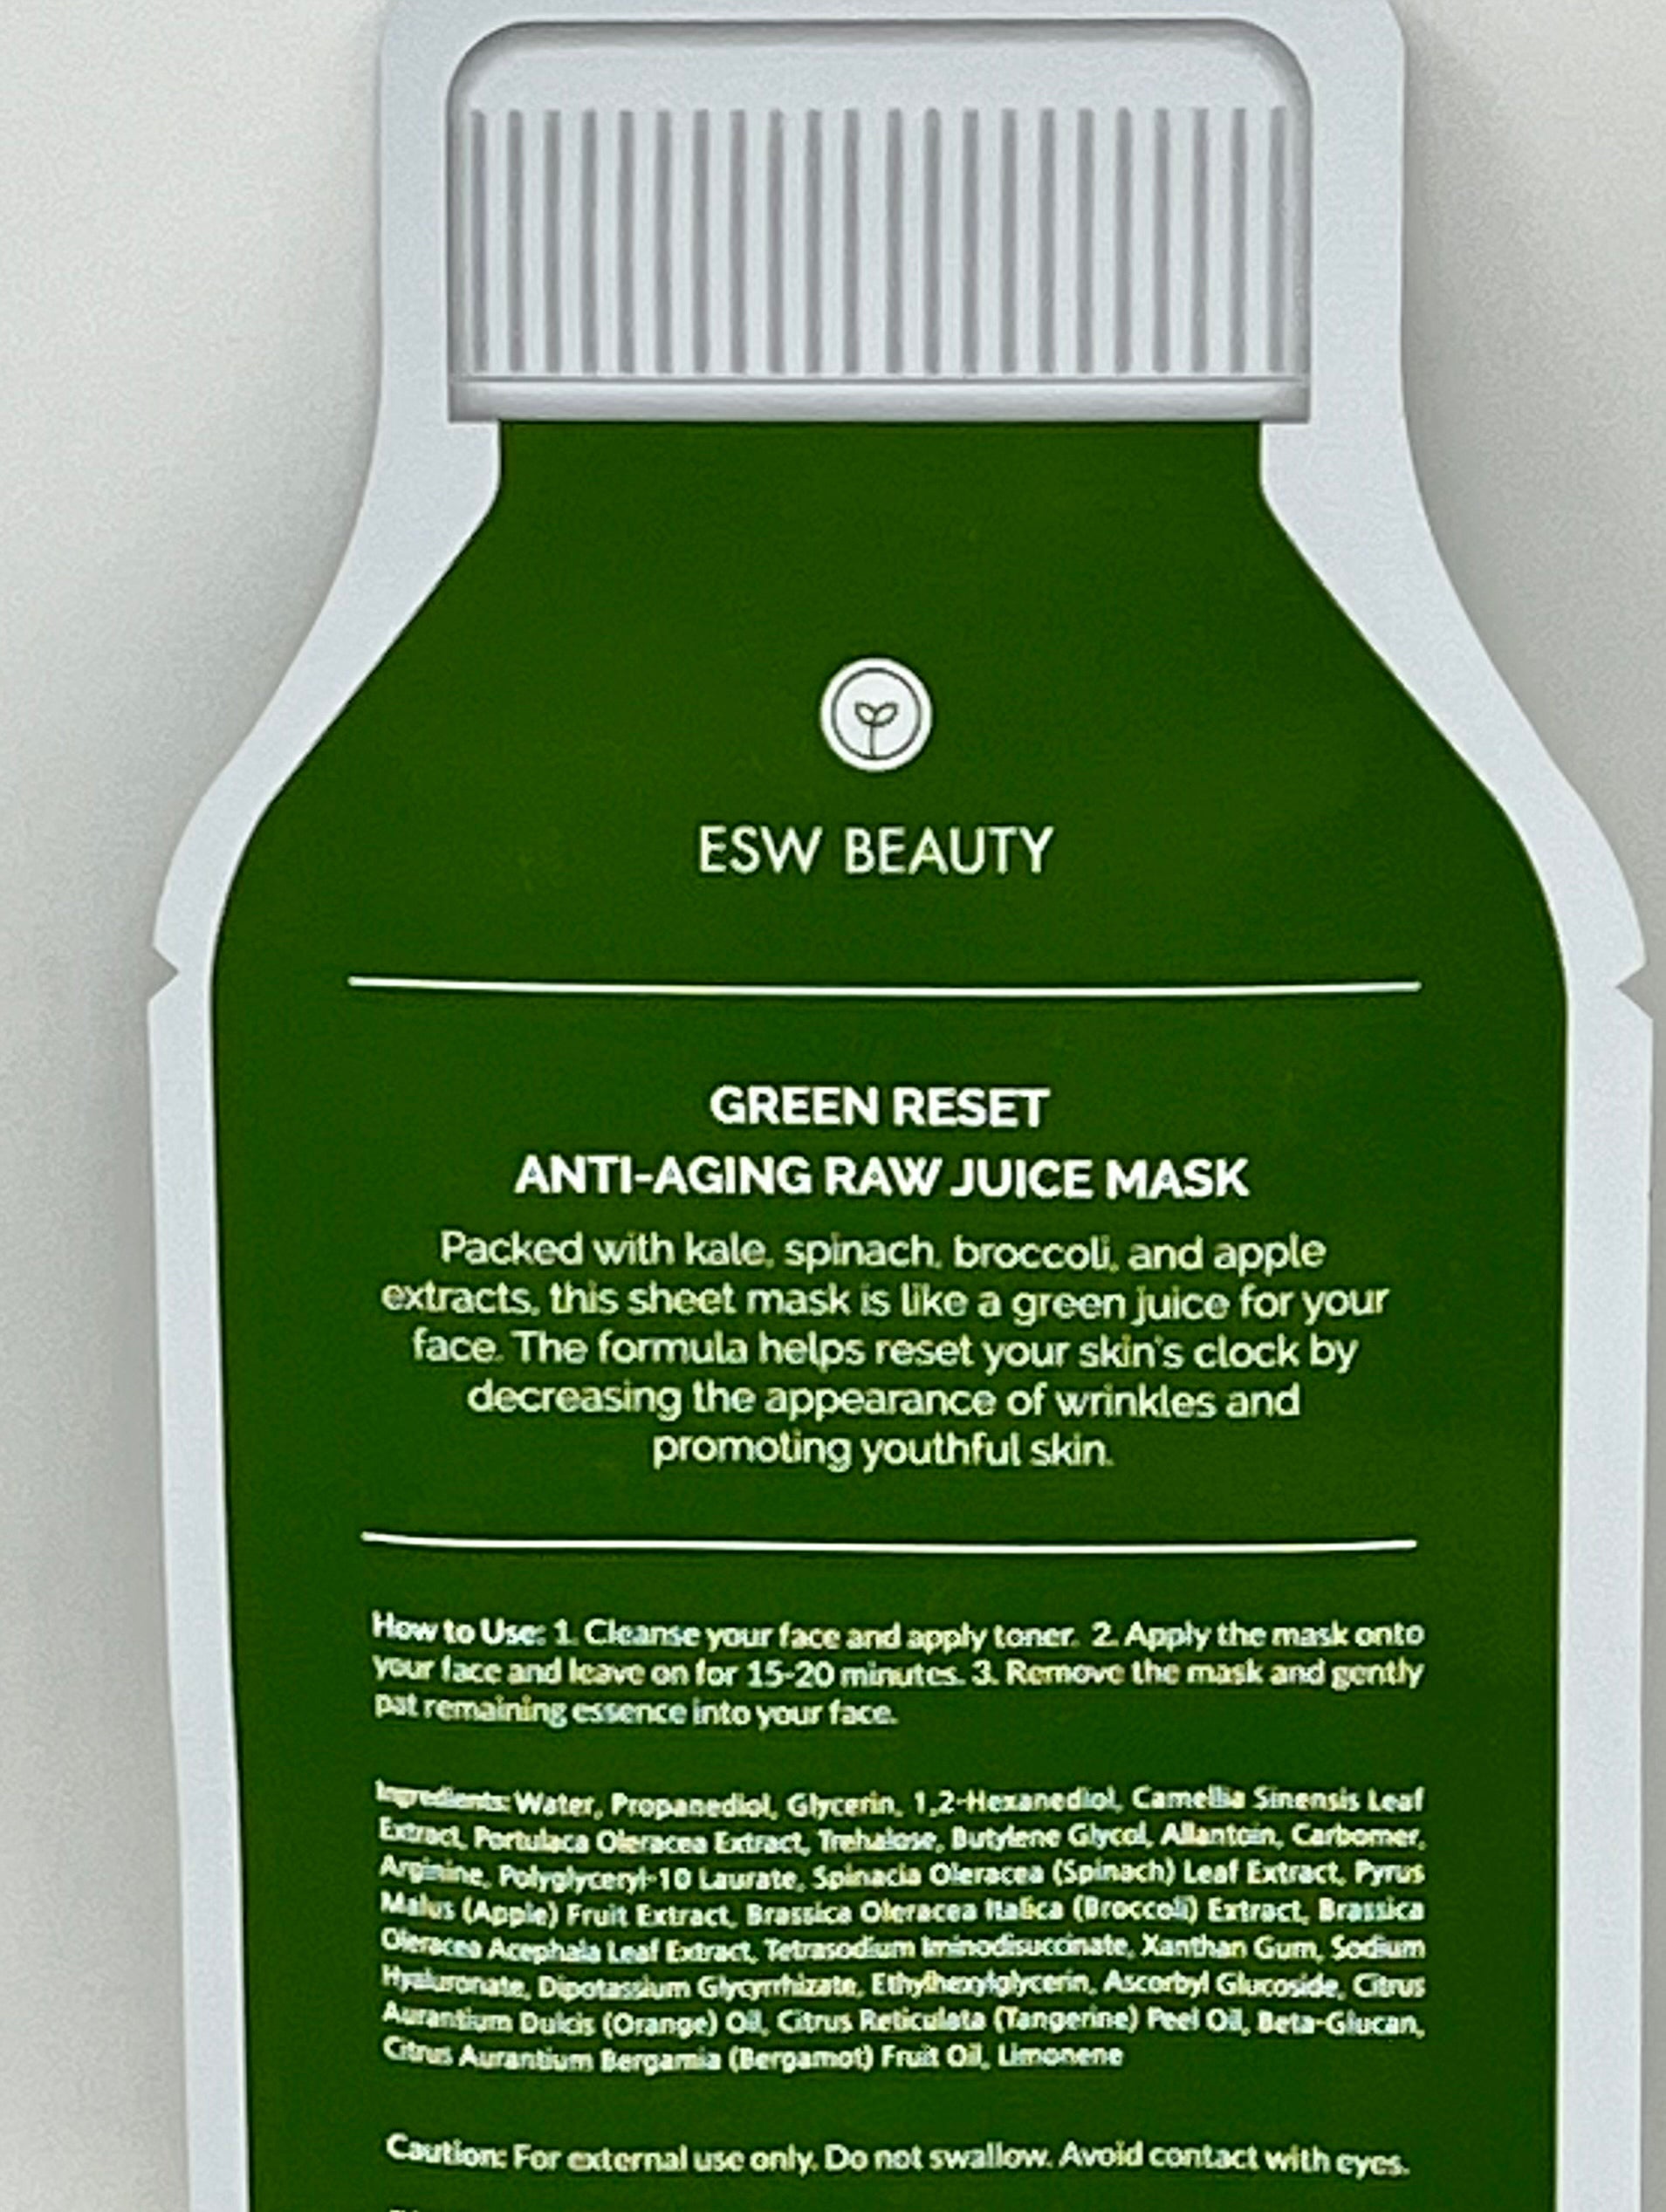 ESW BEAUTY
GREEN RESET
ANTI-AGING RAW JUICE MASK
Packed with kale, spinach, broccoli, and apple
extracts, this sheet mask is like a green juice for your
face. The formula helps reset your skin's clock by
decreasing the appearance of wrinkles and
promoting youthful skin.
How to Use: 1. Cleanse your face and apply toner. 2. Apply the mask onto
your face and leave on for 15-20 minutes. 3. Remove the mask and gently
pat remaining essence into your face.
Ingredients: Water, Propanediol, Glycerin, 1,2-Hexanediol, Camellia Sinensis Leaf
Extract, Portulaca Oleracea Extract, Trehalose, Butylene Glycol, Allantoin, Carbomer,
Arginine, Polyglyceryl-10 Laurate, Spinacia Oleracea (Spinach) Leaf Extract, Pyrus
Malus (Apple) Fruit Extract, Brassica Oleracea Italica (Broccoli) Extract, Brassica
Oleracea Acephala Leaf Extract, Tetrasodium Iminodisuccinate, Xanthan Gum, Sodium
Hyaluronate, Dipotassium Glycyrrhizate, Ethylhexylglycerin, Ascorbyl Glucoside, Citrus
Aurantium Dulcis (Orange) Oil, Citrus Reticulata (Tangerine) Peel Oil, Beta-Glucan,
Citrus Aurantium Bergamia (Bergamot) Fruit Oil, Limonene
Caution: For external use only. Do not swallow. Avoid contact with eyes.